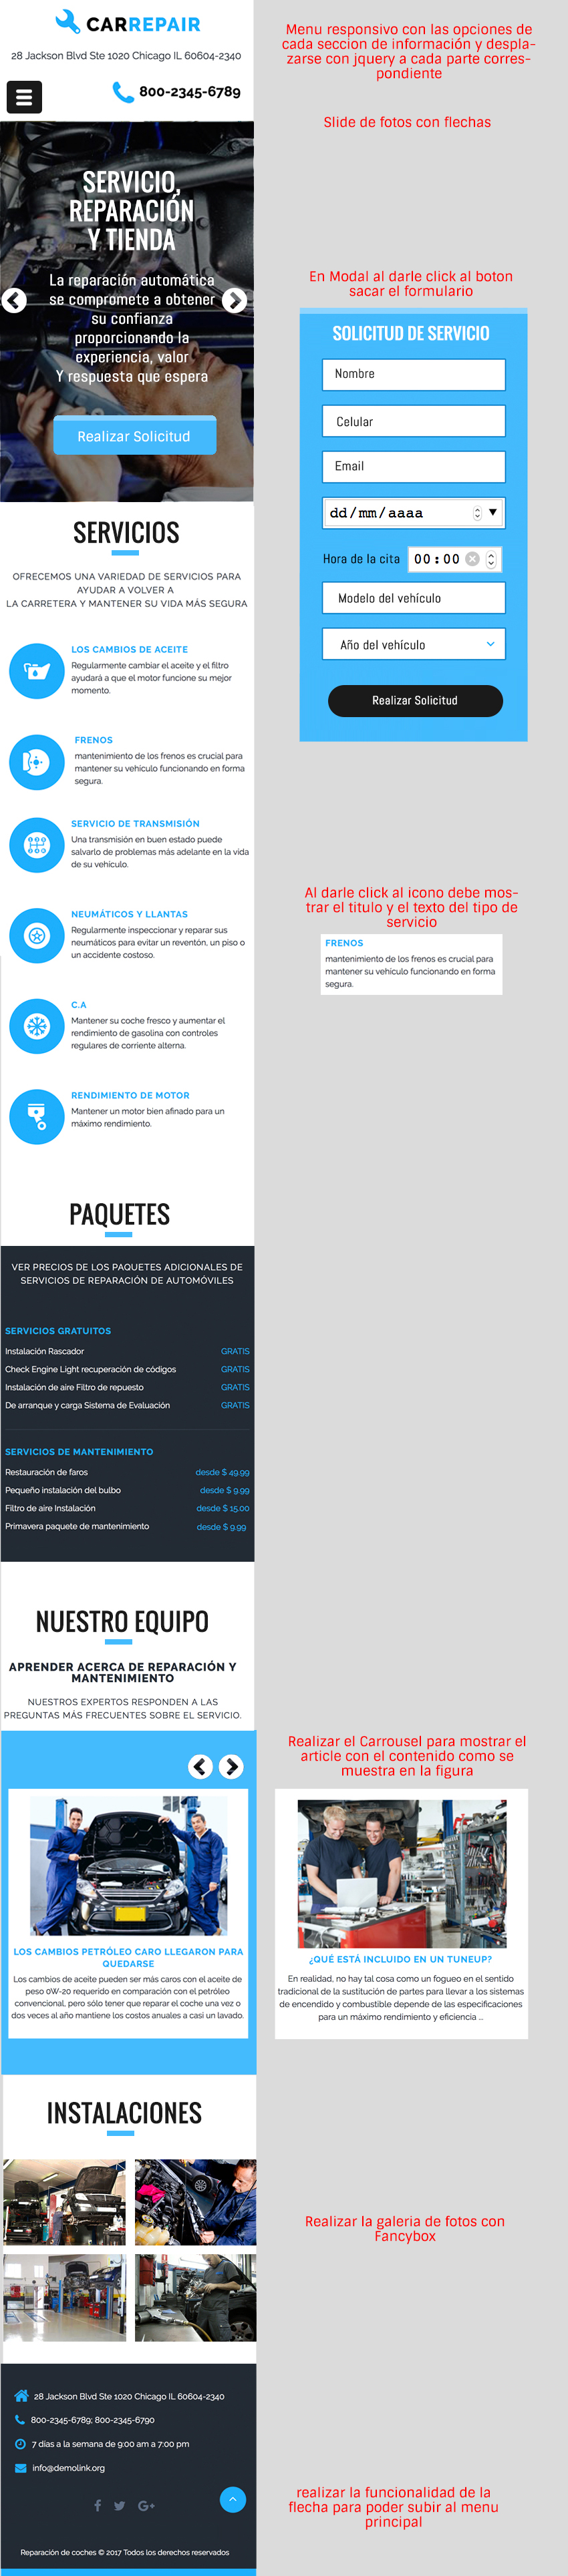 CARREPAIR
28 Jackson Blvd Ste 1020 Chicago IL 60604-2340
800-2345-6789
SERVICIO,
REPARACIÓN
Y TIENDA
La reparación automática
se compromete a obtener
su confianza
proporcionando la
experiencia, valor
Y respuesta que espera
Realizar Solicitud
SERVICIOS
OFRECEMOS UNA VARIEDAD DE SERVICIOS PARA
AYUDAR A VOLVER A
LA CARRETERA Y MANTENER SU VIDA MÁS SEGURA
LOS CAMBIOS DE ACEITE
Regularmente cambiar el aceite y el filtro
ayudará a que el motor funcione su mejor
momento.
FRENOS
mantenimiento de los frenos es crucial para
mantener su vehículo funcionando en forma
segura.
SERVICIO DE TRANSMISIÓN
Una transmisión en buen estado puede
salvarlo de problemas más adelante en la vida
de su vehículo.
NEUMÁTICOS Y LLANTAS
Regularmente inspeccionar y reparar sus
neumáticos para evitar un reventón, un piso o
un accidente costoso.
C.A
Mantener su coche fresco y aumentar el
rendimiento de gasolina con controles
regulares de corriente alterna.
RENDIMIENTO DE MOTOR
Mantener un motor bien afinado para un
máximo rendimiento.
PAQUETES
VER PRECIOS DE LOS PAQUETES ADICIONALES DE
SERVICIOS DE REPARACIÓN DE AUTOMÓVILES
SERVICIOS GRATUITOS
Instalación Rascador GRATIS
Check Engine Light recuperación de códigos GRATIS
Instalación de aire Filtro de repuesto GRATIS
De arranque y carga Sistema de Evaluación GRATIS
SERVICIOS DE MANTENIMIENTO
Restauración de faros desde $ 49.99
Pequeño instalación del bulbo desde $ 9.99
Filtro de aire Instalación desde $ 15.00
Primavera paquete de mantenimiento desde $ 9.99
NUESTRO EQUIPO
APRENDER ACERCA DE REPARACIÓN Y
MANTENIMIENTO
NUESTROS EXPERTOS RESPONDEN A LAS
PREGUNTAS MÁS FRECUENTES SOBRE EL SERVICIO.
LOS CAMBIOS PETRÓLEO CARO LLEGARON PARA
QUEDARSE
Los cambios de aceite pueden ser más caros con el aceite de
peso 0W-20 requerido en comparación con el petróleo
convencional, pero sólo tener que reparar el coche una vez o
dos veces al año mantiene los costos anuales a casi un lavado.
INSTALACIONES
28 Jackson Blvd Ste 1020 Chicago IL 60604-2340
800-2345-6789; 800-2345-6790
7 días a la semana de 9:00 am a 7:00 pm
info@demolink.org
f G+
Reparación de coches © 2017 Todos los derechos reservados
Menu responsivo con las opciones de
cada seccion de información y despla-
zarse con jquery a cada parte corres-
pondiente
Slide de fotos con flechas
En Modal al darle click al boton
sacar el formulario
SOLICITUD DE SERVICIO
Nombre
Celular
Email
dd/mm/aaaa
Hora de la cita 00:00
Modelo del vehículo
Año del vehículo
Realizar Solicitud
Al darle click al icono debe mos-
trar el titulo y el texto del tipo de
servicio
FRENOS
mantenimiento de los frenos es crucial para
mantener su vehículo funcionando en forma
segura.
Realizar el Carrousel para mostrar el
article con el contenido como se
muestra en la figura
¿QUÉ ESTÁ INCLUIDO EN UN TUNEUP?
En realidad, no hay tal cosa como un fogueo en el sentido
tradicional de la sustitución de partes para llevar a los sistemas
de encendido y combustible depende de las especificaciones
para un máximo rendimiento y eficiencia ...
Realizar la galeria de fotos con
Fancybox
realizar la funcionalidad de la
flecha para poder subir al menu
principal